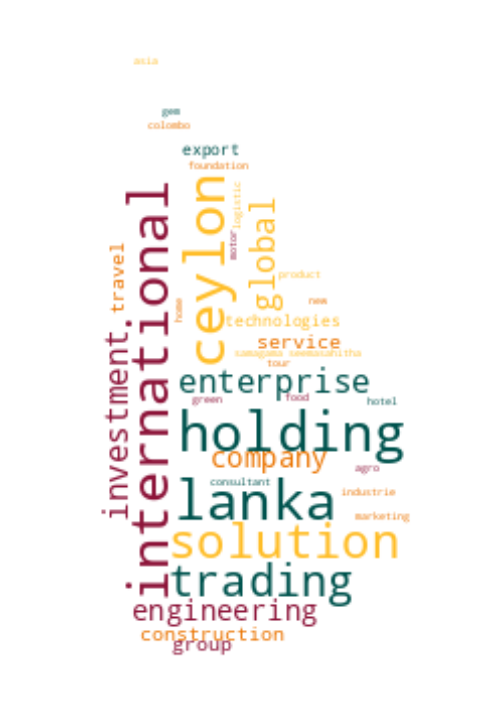 asia
gem
colombo
export
foundation
international
ceylon
logistic
global
motor
travel
product
home
new
technologies
investment
service
samagama seemasahitha
tour
enterprise
green
food
hotel
holding
company
agro
consultant
lanka
industrie
marketing
solution
trading
engineering
construction
group